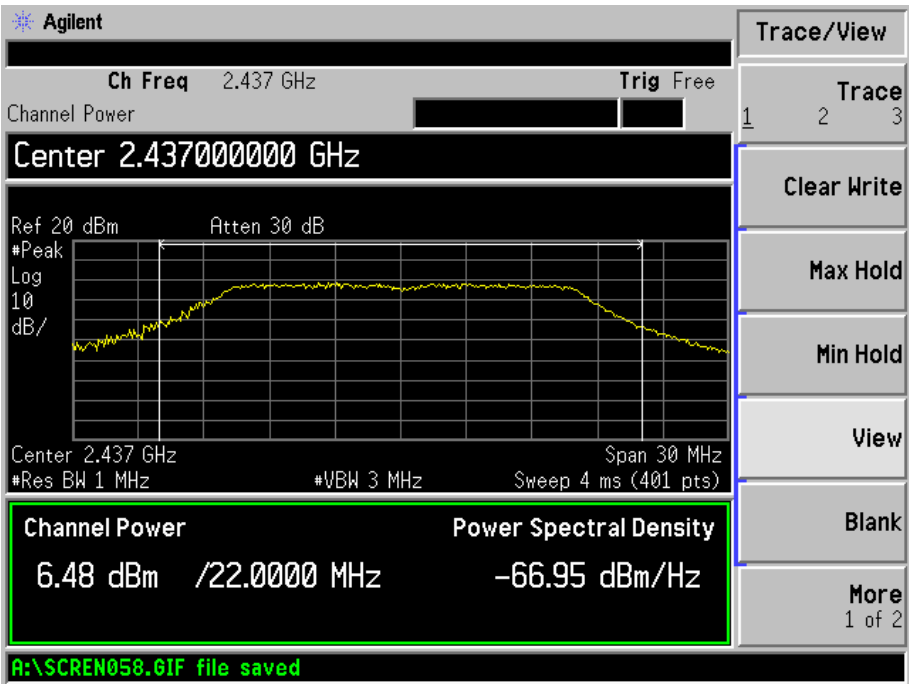 Agilent
Trace/View
Ch Freq 2.437 GHz Trig Free
Channel Power
Trace
1 2 3
Center 2.437000000 GHz
Clear Write
Ref 20 dBm Atten 30 dB
#Peak
Log
10
dB/
Max Hold
Min Hold
View
Center 2.437 GHz Span 30 MHz
#Res BW 1 MHz #VBW 3 MHz Sweep 4 ms (401 pts)
Channel Power Power Spectral Density
Blank
6.48 dBm /22.0000 MHz -66.95 dBm/Hz
More
1 of 2
A:\SCREN058.GIF file saved